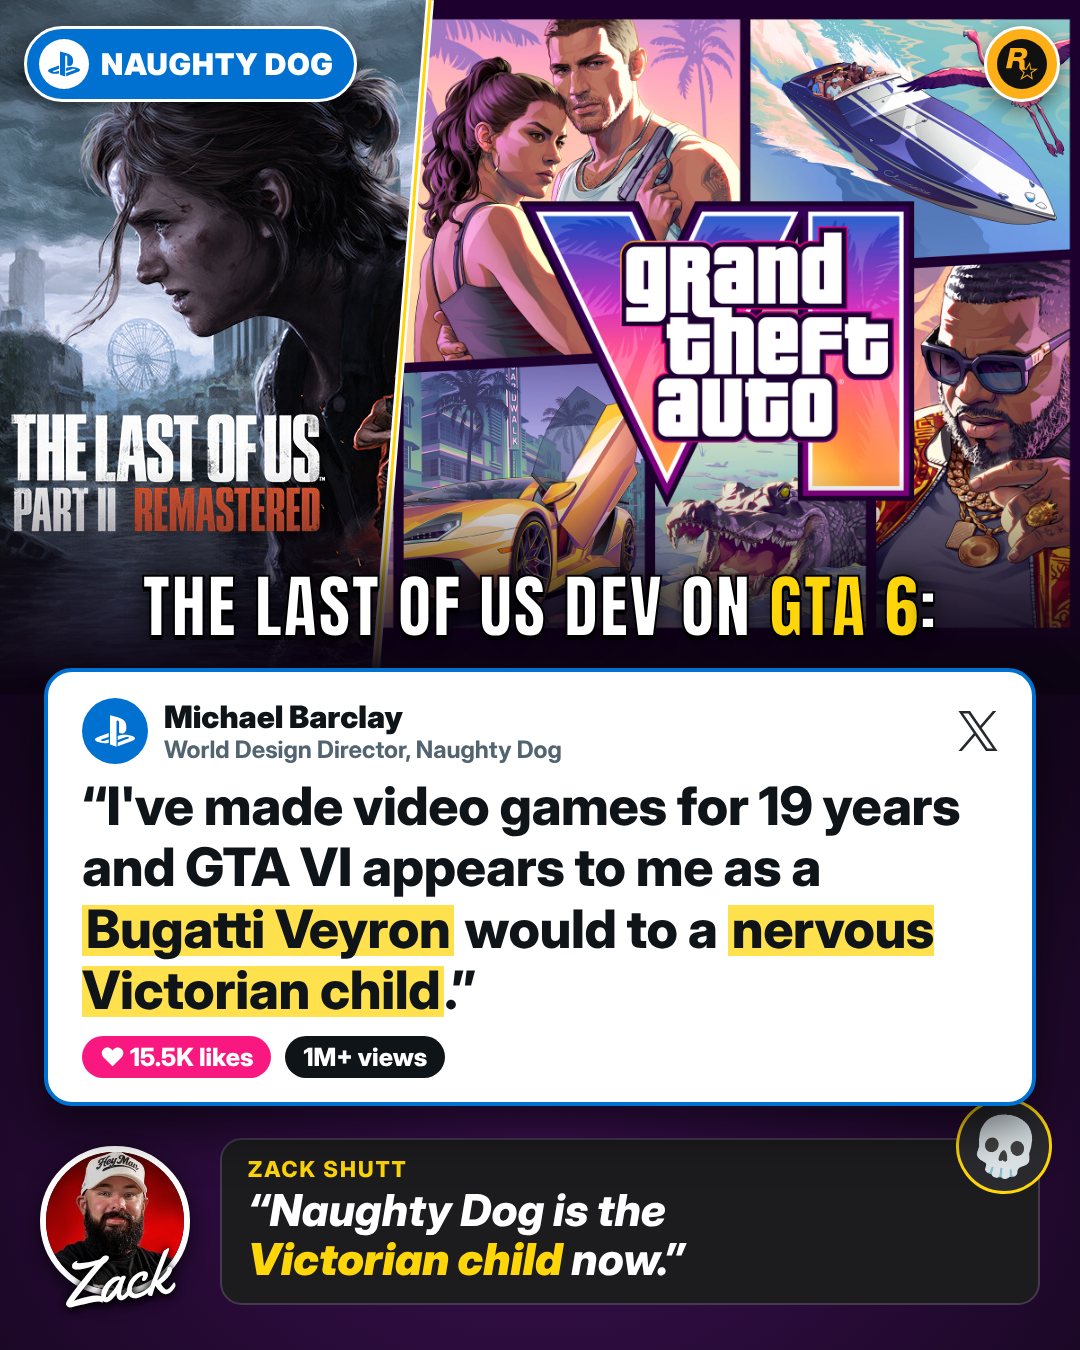 NAUGHTY DOG
R
grand
theft
auto
VI
THE LAST OF US
PART II REMASTERED
THE LAST OF US DEV ON GTA 6:
Michael Barclay
World Design Director, Naughty Dog
X
“I've made video games for 19 years
and GTA VI appears to me as a
Bugatti Veyron would to a nervous
Victorian child.”
15.5K likes
1M+ views
ZACK SHUTT
“Naughty Dog is the
Victorian child now.”
Hey Man
Zack